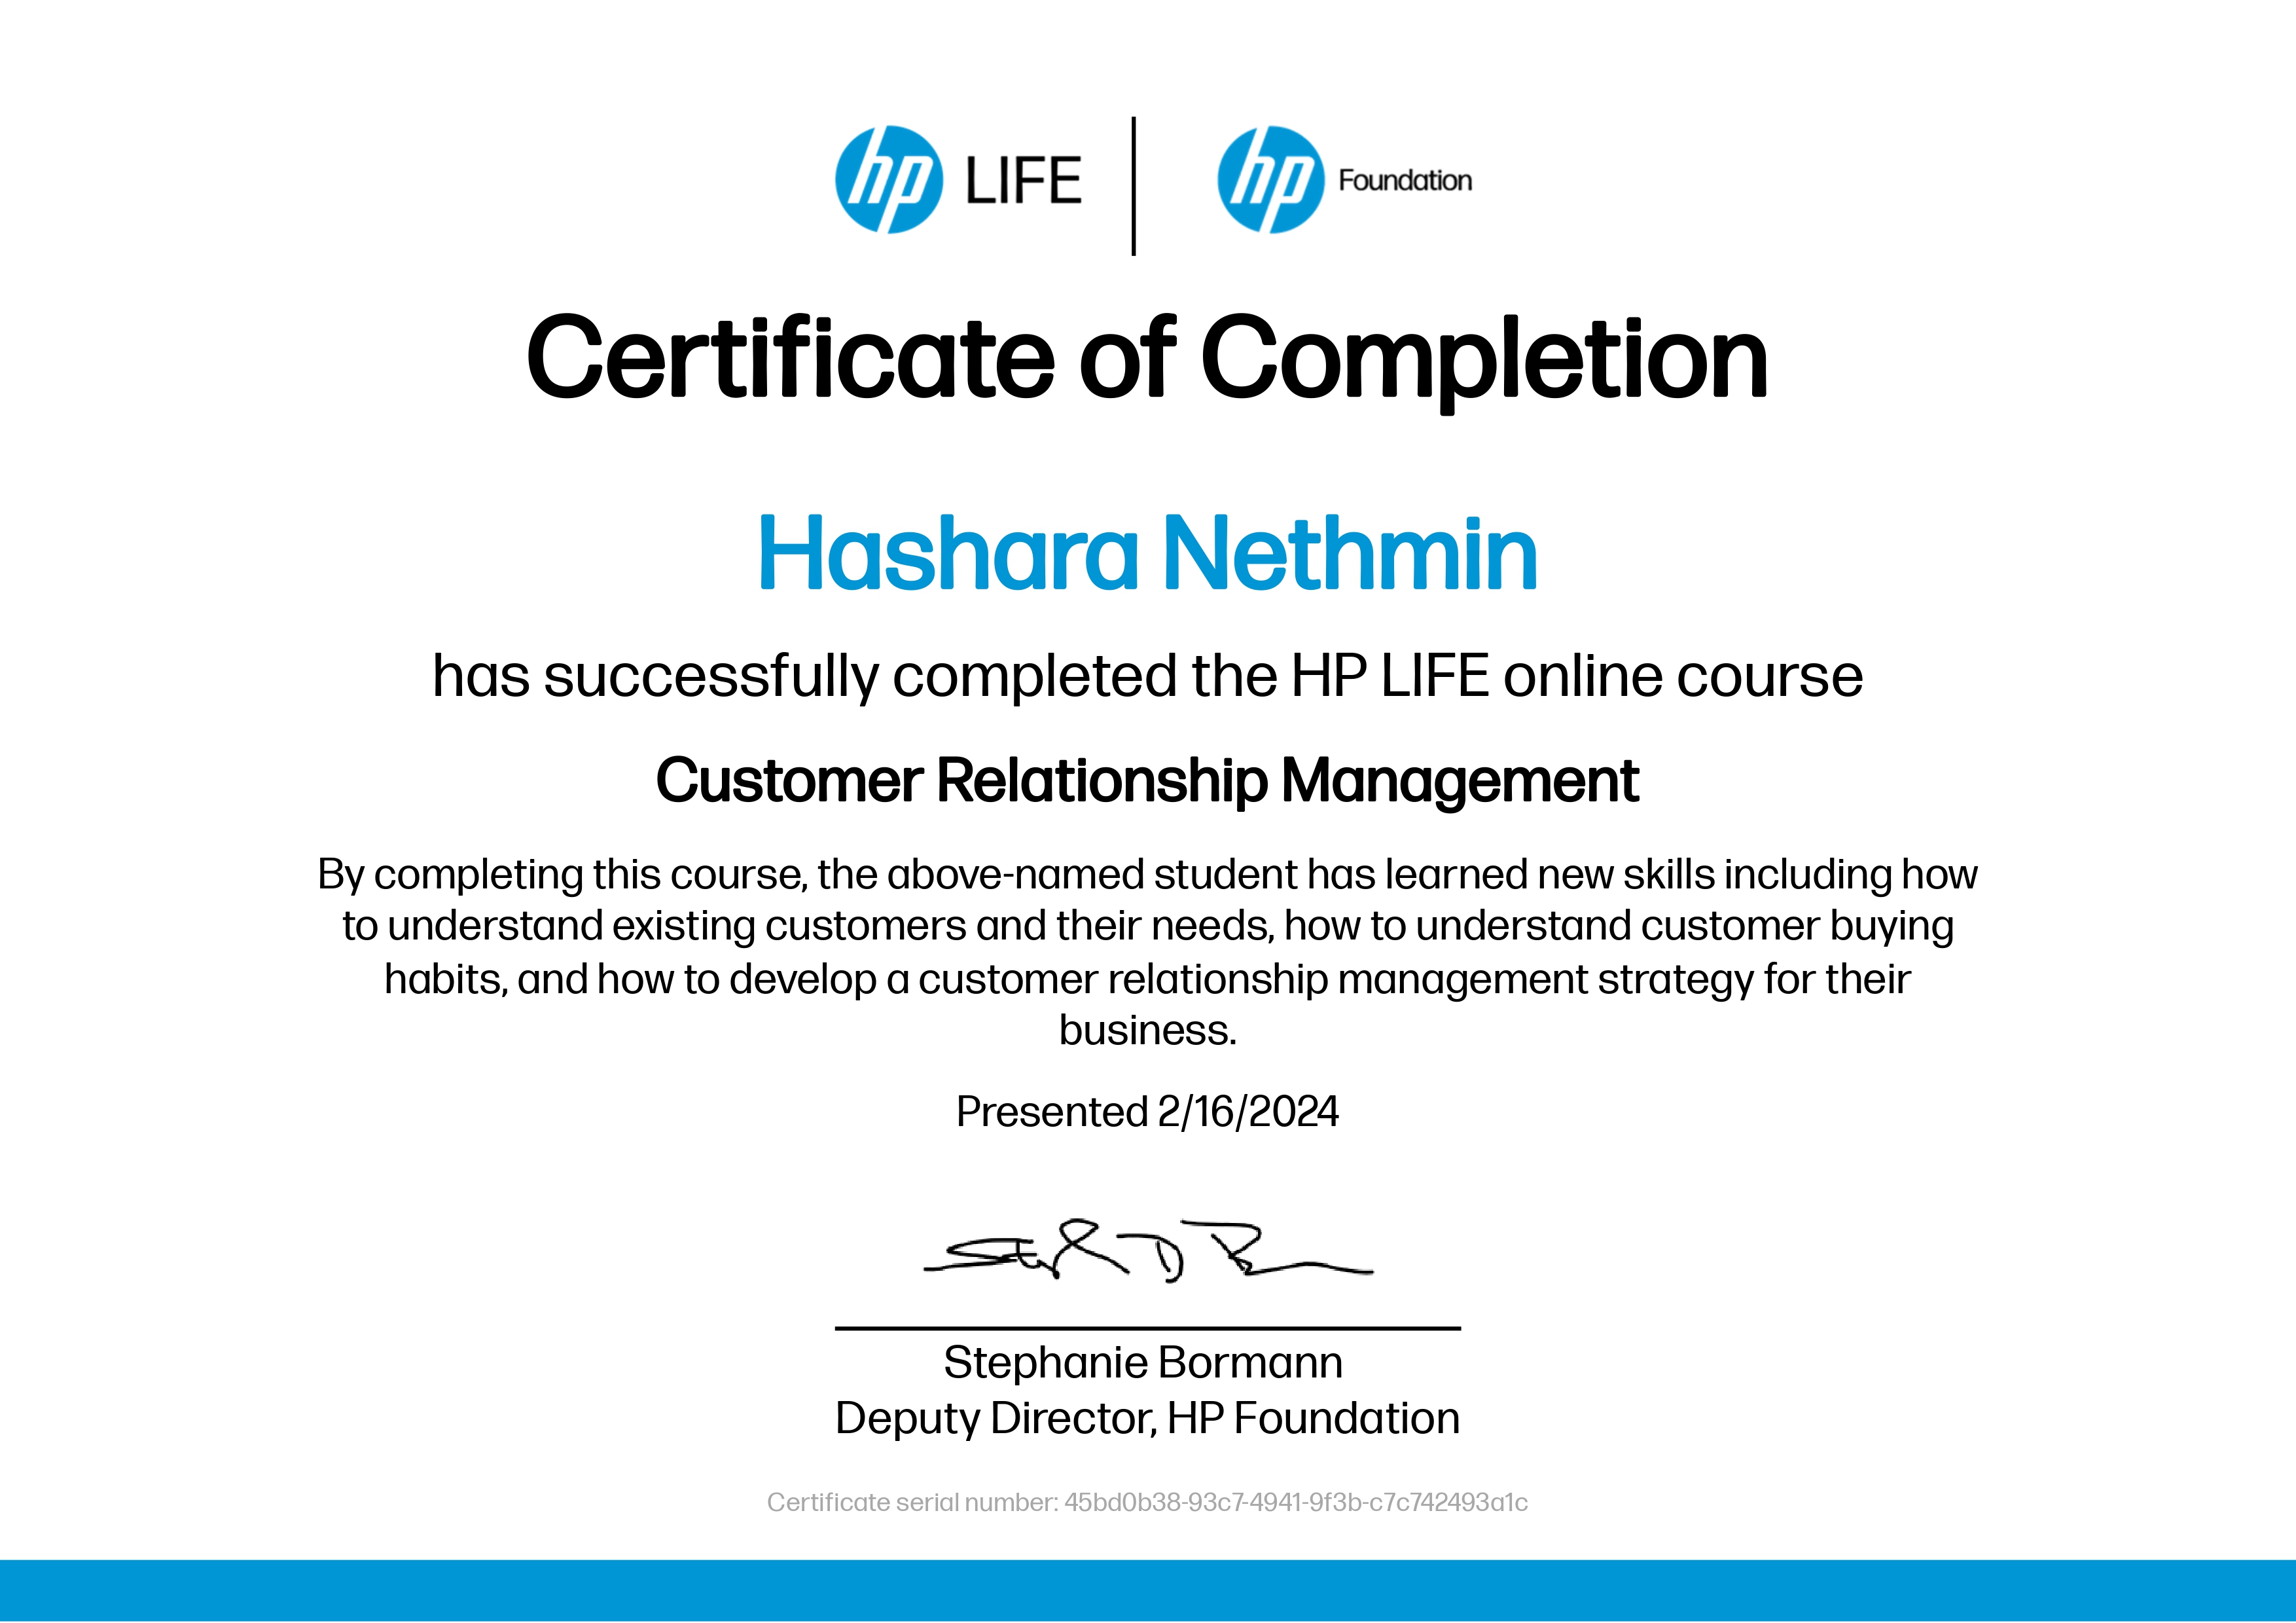 hp LIFE hp Foundation
Certificate of Completion
Hashara Nethmin
has successfully completed the HP LIFE online course
Customer Relationship Management
By completing this course, the above-named student has learned new skills including how
to understand existing customers and their needs, how to understand customer buying
habits, and how to develop a customer relationship management strategy for their
business.
Presented 2/16/2024
Stephanie Bormann
Deputy Director, HP Foundation
Certificate serial number: 45bd0b38-93c7-4941-9f3b-c7c742493a1c